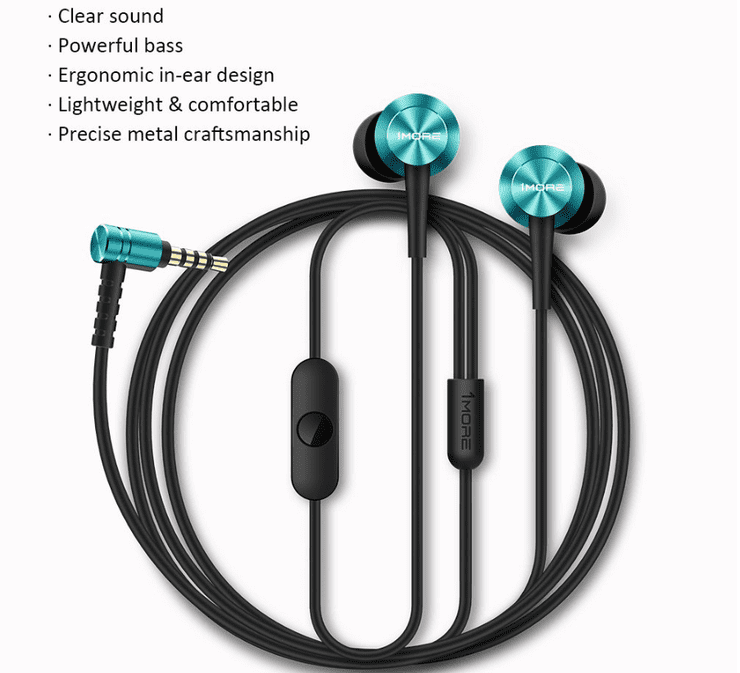 · Clear sound
· Powerful bass
· Ergonomic in-ear design
· Lightweight & comfortable
· Precise metal craftsmanship
1MORE
1MORE
1MORE